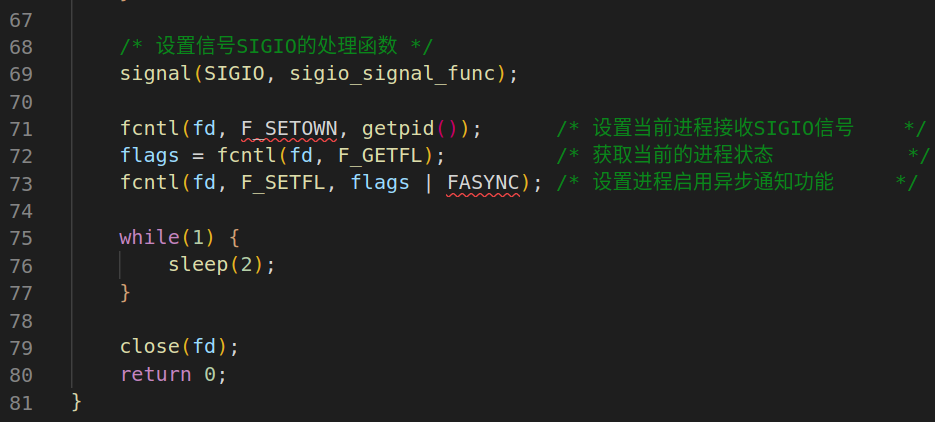 67
68 /* 设置信号SIGIO的处理函数 */
69 signal(SIGIO, sigio_signal_func);
70
71 fcntl(fd, F_SETOWN, getpid()); /* 设置当前进程接收SIGIO信号 */
72 flags = fcntl(fd, F_GETFL); /* 获取当前的进程状态 */
73 fcntl(fd, F_SETFL, flags | FASYNC); /* 设置进程启用异步通知功能 */
74
75 while(1) {
76 sleep(2);
77 }
78
79 close(fd);
80 return 0;
81 }